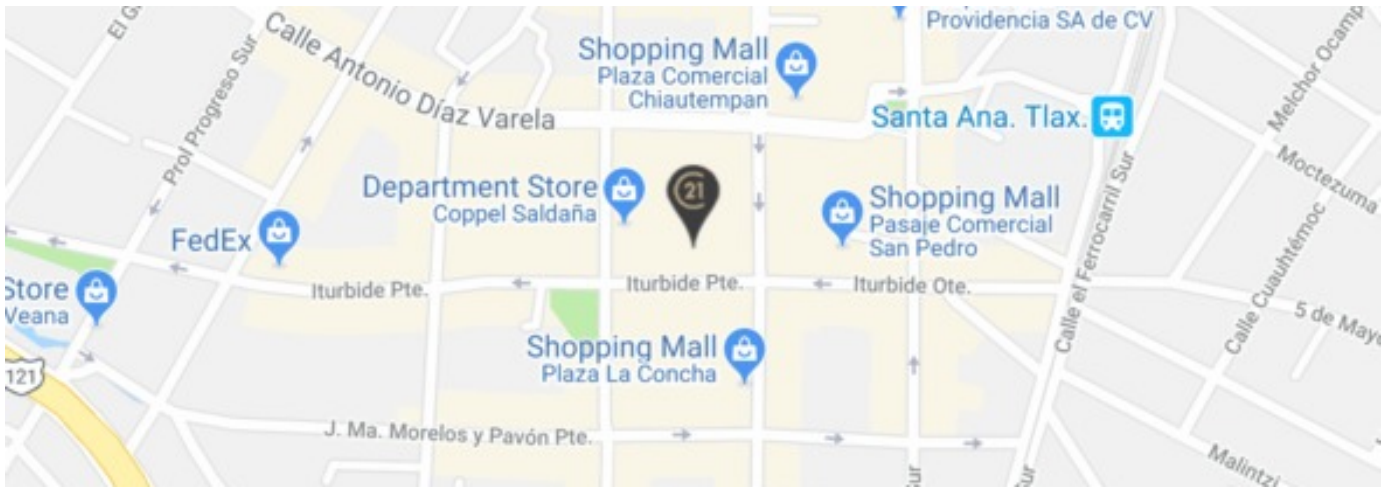 Providencia SA de CV
El G
Calle Antonio Díaz Varela
Shopping Mall
Plaza Comercial
Chiautempan
Prol Progreso Sur
Santa Ana. Tlax.
Melchor Ocamp
Moctezuma
Department Store
Coppel Saldaña
21
Shopping Mall
Pasaje Comercial
San Pedro
FedEx
Calle el Ferrocarril Sur
Calle Cuauhtémoc
Store
Veana
Iturbide Pte.
Iturbide Pte.
Iturbide Ote.
5 de Mayo
Shopping Mall
Plaza La Concha
121
J. Ma. Morelos y Pavón Pte.
Malintzi
Sur
ur